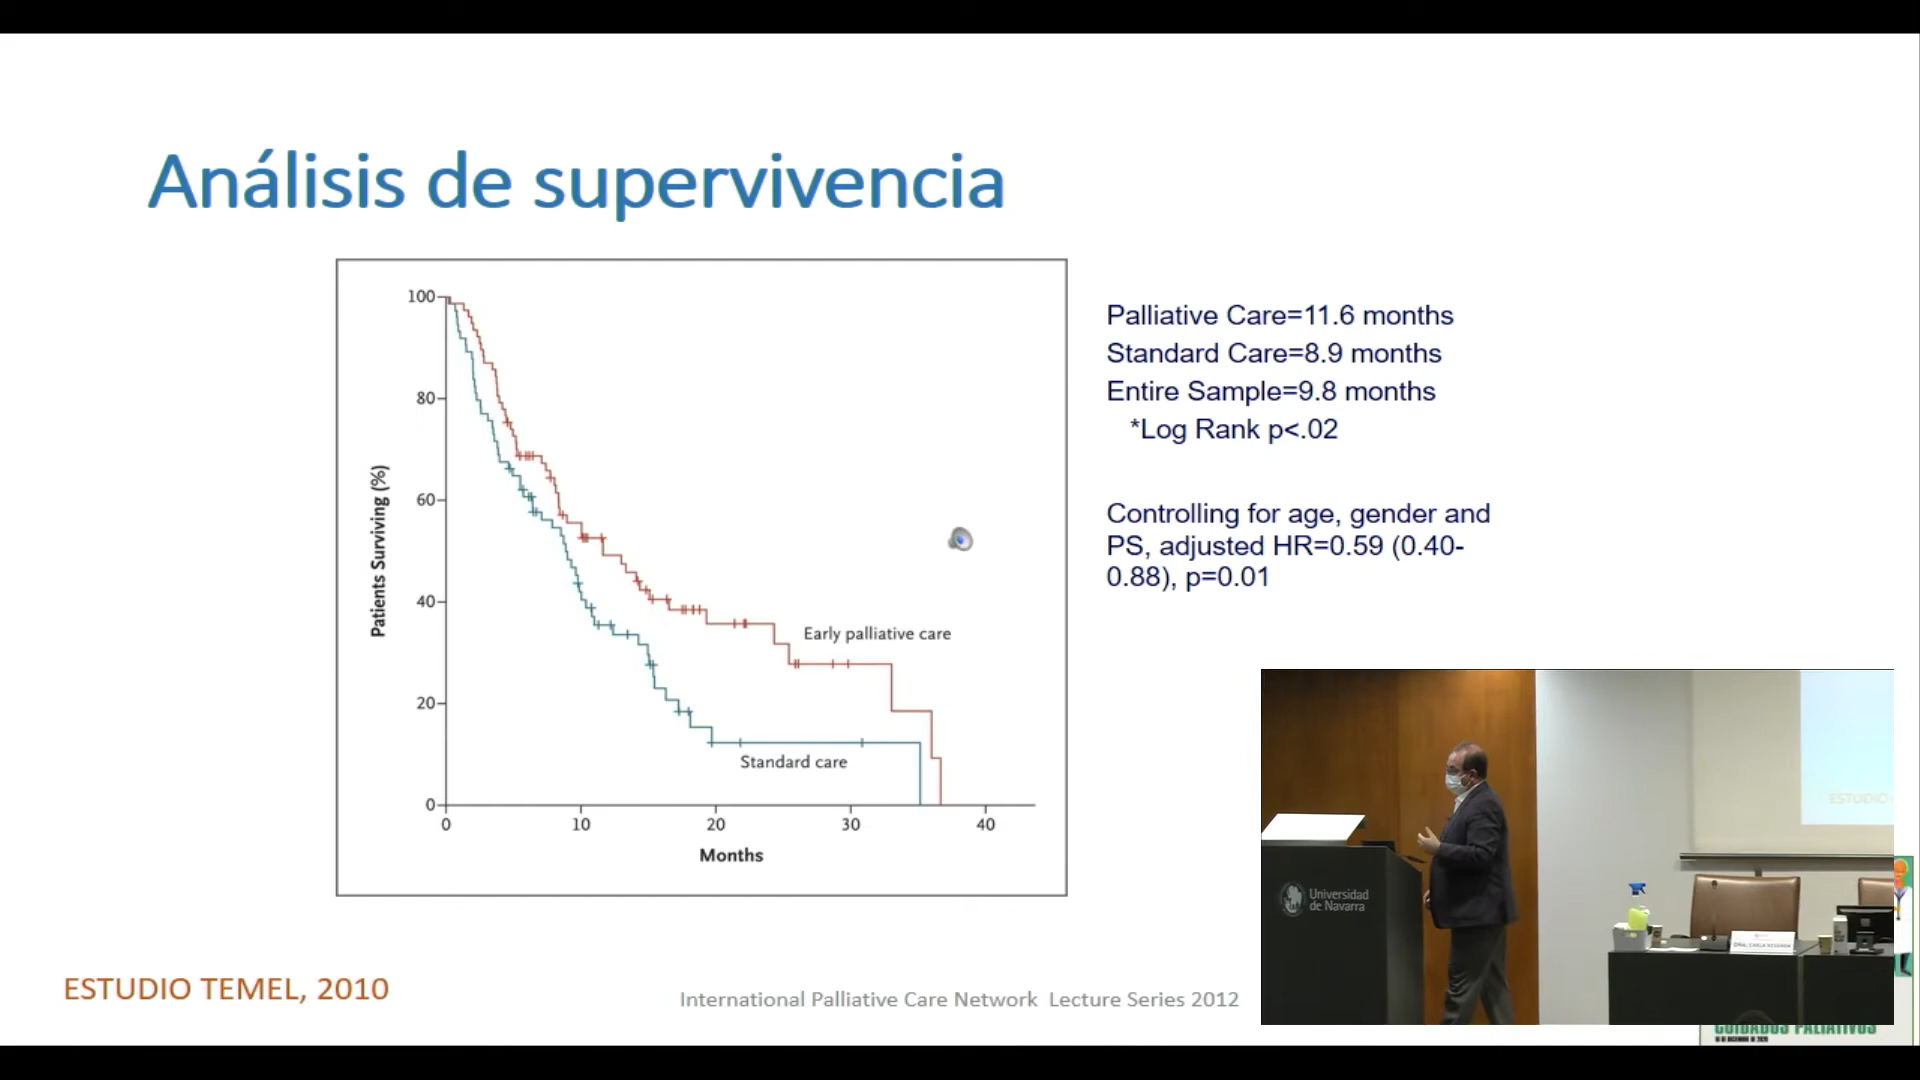 Análisis de supervivencia
100
80
60
40
20
0
Patients Surviving (%)
0 10 20 30 40
Months
Early palliative care
Standard care
Palliative Care=11.6 months
Standard Care=8.9 months
Entire Sample=9.8 months
*Log Rank p<.02
Controlling for age, gender and
PS, adjusted HR=0.59 (0.40-
0.88), p=0.01
ESTUDIO
Universidad
de Navarra
ESTUDIO TEMEL, 2010
International Palliative Care Network Lecture Series 2012
CUIDADOS PALIATIVOS